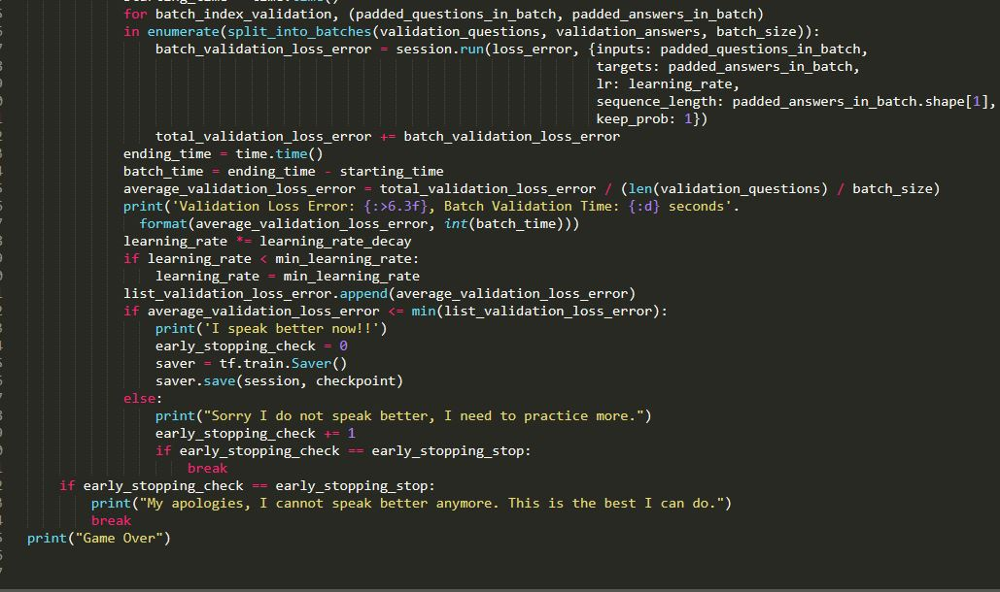 for batch_index_validation, (padded_questions_in_batch, padded_answers_in_batch)
in enumerate(split_into_batches(validation_questions, validation_answers, batch_size)):
batch_validation_loss_error = session.run(loss_error, {inputs: padded_questions_in_batch,
targets: padded_answers_in_batch,
lr: learning_rate,
sequence_length: padded_answers_in_batch.shape[1],
keep_prob: 1})
total_validation_loss_error += batch_validation_loss_error
ending_time = time.time()
batch_time = ending_time - starting_time
average_validation_loss_error = total_validation_loss_error / (len(validation_questions) / batch_size)
print('Validation Loss Error: {:>6.3f}, Batch Validation Time: {:d} seconds'.
format(average_validation_loss_error, int(batch_time)))
learning_rate *= learning_rate_decay
if learning_rate < min_learning_rate:
learning_rate = min_learning_rate
list_validation_loss_error.append(average_validation_loss_error)
if average_validation_loss_error <= min(list_validation_loss_error):
print('I speak better now!!')
early_stopping_check = 0
saver = tf.train.Saver()
saver.save(session, checkpoint)
else:
print("Sorry I do not speak better, I need to practice more.")
early_stopping_check += 1
if early_stopping_check == early_stopping_stop:
break
if early_stopping_check == early_stopping_stop:
print("My apologies, I cannot speak better anymore. This is the best I can do.")
break
print("Game Over")